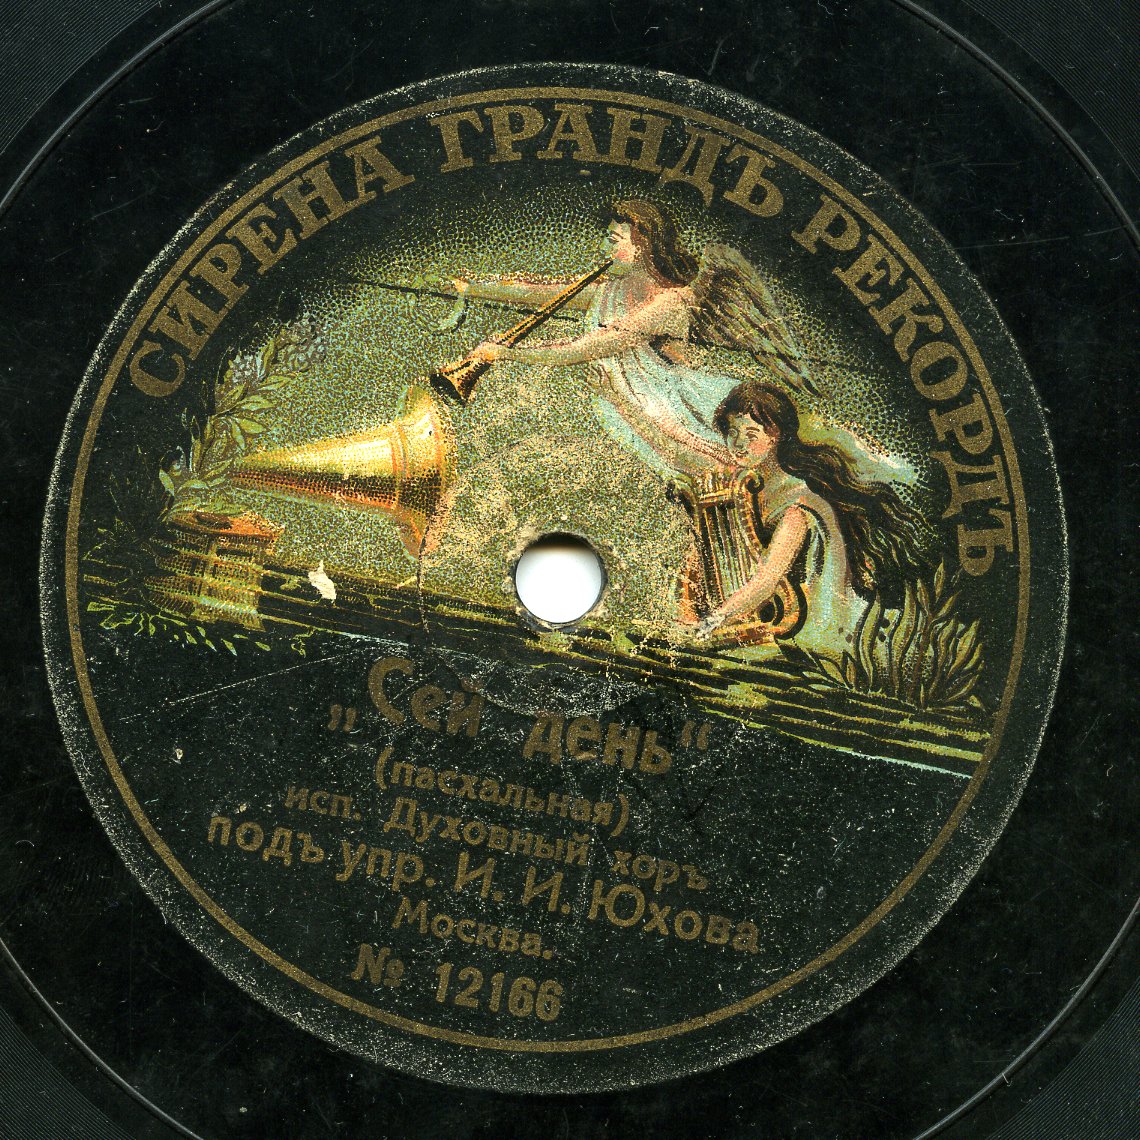 СИРЕНА ГРАНДЪ РЕКОРДЪ
„Сей день“
(пасхальная)
исп. Духовный хоръ
подъ упр. И. И. Юхова
Москва.
№ 12166